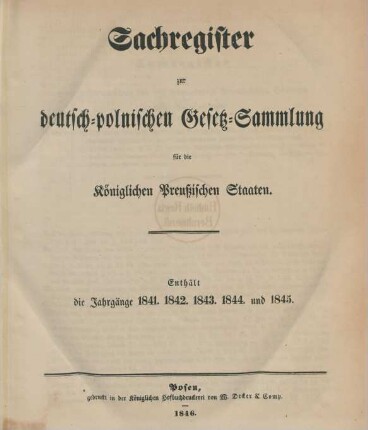 Sachregister
zur
deutsch-polnischen Gesetz-Sammlung
für die
Königlichen Preußischen Staaten.
Enthält
die Jahrgänge 1841. 1842. 1843. 1844. und 1845.
Posen,
gedruckt in der Königlichen Hofbuchdruckerei von W. Decker & Comp.
1846.